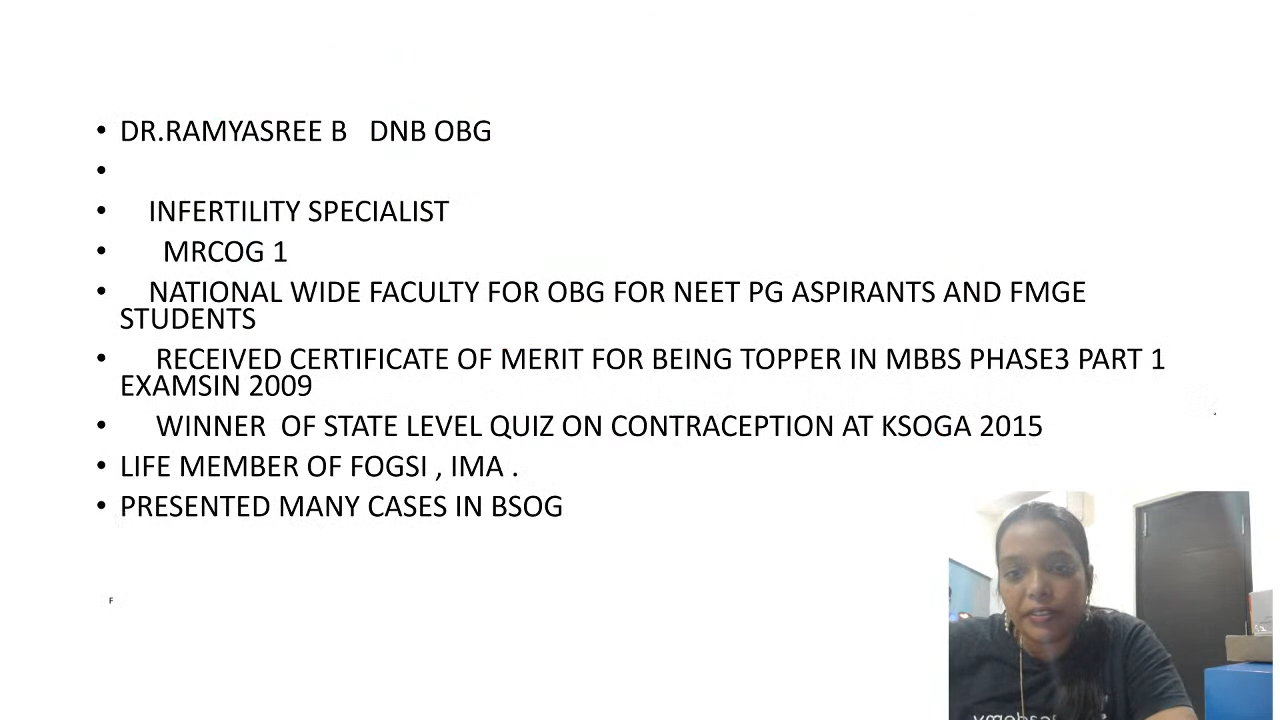 • DR.RAMYASREE B DNB OBG
•
• INFERTILITY SPECIALIST
• MRCOG 1
• NATIONAL WIDE FACULTY FOR OBG FOR NEET PG ASPIRANTS AND FMGE
STUDENTS
• RECEIVED CERTIFICATE OF MERIT FOR BEING TOPPER IN MBBS PHASE3 PART 1
EXAMSIN 2009
• WINNER OF STATE LEVEL QUIZ ON CONTRACEPTION AT KSOGA 2015
• LIFE MEMBER OF FOGSI , IMA .
• PRESENTED MANY CASES IN BSOG
F